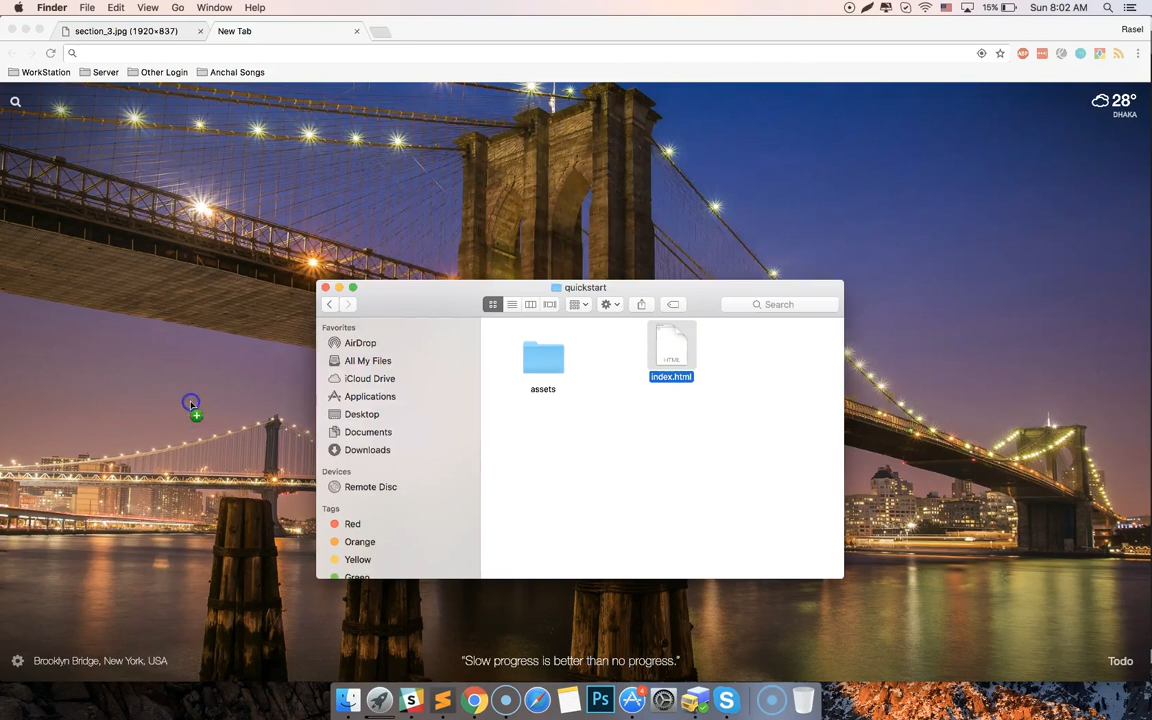 Finder File Edit View Go Window Help 15% Sun 8:02 AM
section_3.jpg (1920×837) New Tab Rasel
WorkStation Server Other Login Anchal Songs
28°
DHAKA
quickstart
Search
Favorites
AirDrop
All My Files
iCloud Drive
Applications
Desktop
Documents
Downloads
Devices
Remote Disc
Tags
Red
Orange
Yellow
Green
HTML
assets
index.html
Brooklyn Bridge, New York, USA
"Slow progress is better than no progress."
Todo
S
Ps
4
S